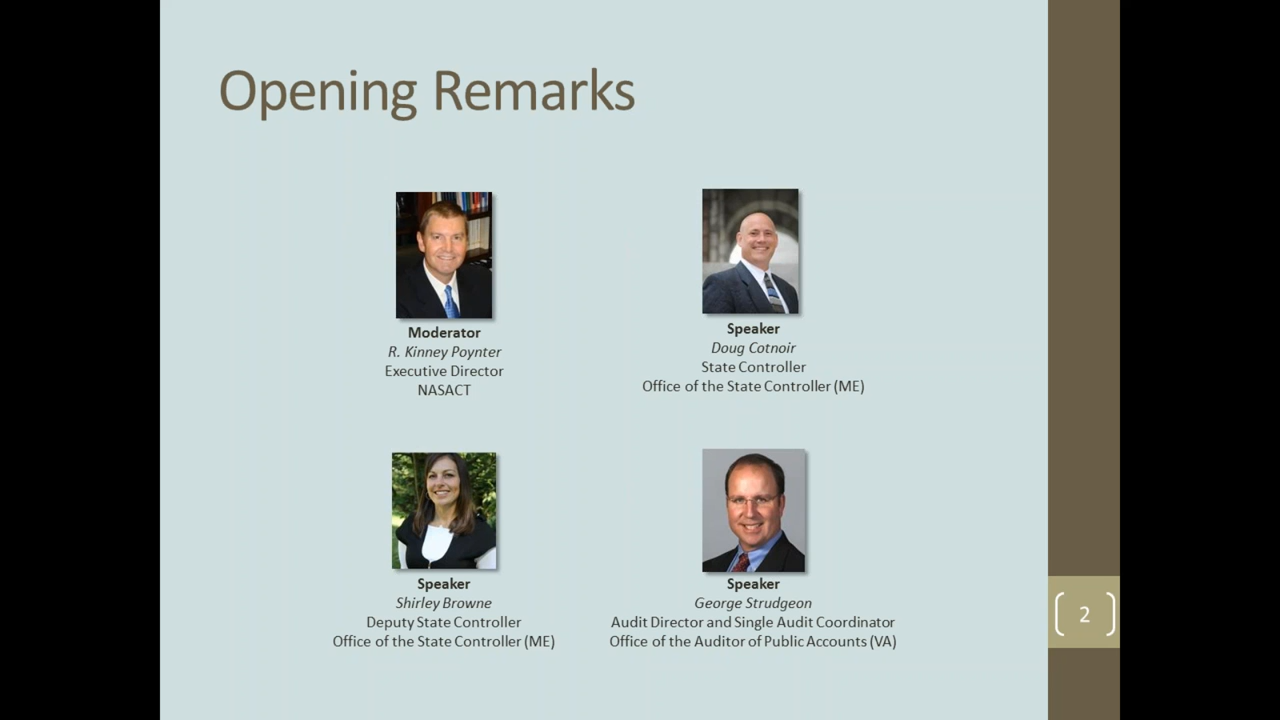 Opening Remarks
Moderator
R. Kinney Poynter
Executive Director
NASACT
Speaker
Doug Cotnoir
State Controller
Office of the State Controller (ME)
Speaker
Shirley Browne
Deputy State Controller
Office of the State Controller (ME)
Speaker
George Strudgeon
Audit Director and Single Audit Coordinator
Office of the Auditor of Public Accounts (VA)
2